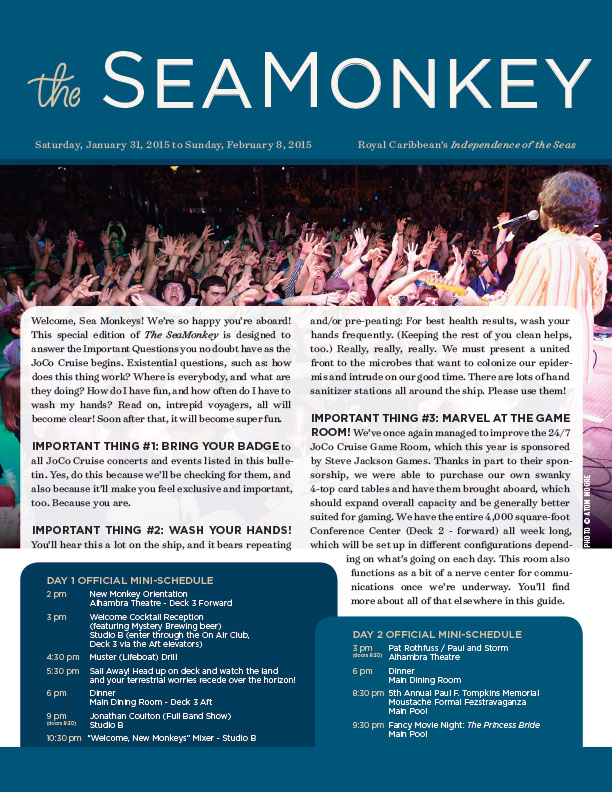 the SEAMONKEY
Saturday, January 31, 2015 to Sunday, February 8, 2015
Royal Caribbean's Independence of the Seas
Welcome, Sea Monkeys! We're so happy you're aboard!
This special edition of The SeaMonkey is designed to
answer the Important Questions you no doubt have as the
JoCo Cruise begins. Existential questions, such as: how
does this thing work? Where is everybody, and what are
they doing? How do I have fun, and how often do I have to
wash my hands? Read on, intrepid voyagers, all will
become clear! Soon after that, it will become super fun.
IMPORTANT THING #1: BRING YOUR BADGE to
all JoCo Cruise concerts and events listed in this bulle-
tin. Yes, do this because we'll be checking for them, and
also because it'll make you feel exclusive and important,
too. Because you are.
IMPORTANT THING #2: WASH YOUR HANDS!
You'll hear this a lot on the ship, and it bears repeating
and/or pre-peating: For best health results, wash your
hands frequently. (Keeping the rest of you clean helps,
too.) Really, really, really. We must present a united
front to the microbes that want to colonize our epider-
mis and intrude on our good time. There are lots of hand
sanitizer stations all around the ship. Please use them!
IMPORTANT THING #3: MARVEL AT THE GAME
ROOM! We've once again managed to improve the 24/7
JoCo Cruise Game Room, which this year is sponsored
by Steve Jackson Games. Thanks in part to their spon-
sorship, we were able to purchase our own swanky
4-top card tables and have them brought aboard, which
should expand overall capacity and be generally better
suited for gaming. We have the entire 4,000 square-foot
Conference Center (Deck 2 - forward) all week long,
which will be set up in different configurations depend-
ing on what's going on each day. This room also
functions as a bit of a nerve center for commu-
nications once we're underway. You'll find
more about all of that elsewhere in this guide.
PHOTO © ATOM MOORE
DAY 1 OFFICIAL MINI-SCHEDULE
2 pm New Monkey Orientation
Alhambra Theatre - Deck 3 Forward
3 pm Welcome Cocktail Reception
(featuring Mystery Brewing beer)
Studio B (enter through the On Air Club,
Deck 3 via the Aft elevators)
4:30 pm Muster (Lifeboat) Drill
5:30 pm Sail Away! Head up on deck and watch the land
and your terrestrial worries recede over the horizon!
6 pm Dinner
Main Dining Room - Deck 3 Aft
9 pm Jonathan Coulton (Full Band Show)
(doors 8:30) Studio B
10:30 pm "Welcome, New Monkeys" Mixer - Studio B
DAY 2 OFFICIAL MINI-SCHEDULE
3 pm Pat Rothfuss / Paul and Storm
(doors 2:30) Alhambra Theatre
6 pm Dinner
Main Dining Room
8:30 pm 5th Annual Paul F. Tompkins Memorial
Moustache Formal Fezstravaganza
Main Pool
9:30 pm Fancy Movie Night: The Princess Bride
Main Pool